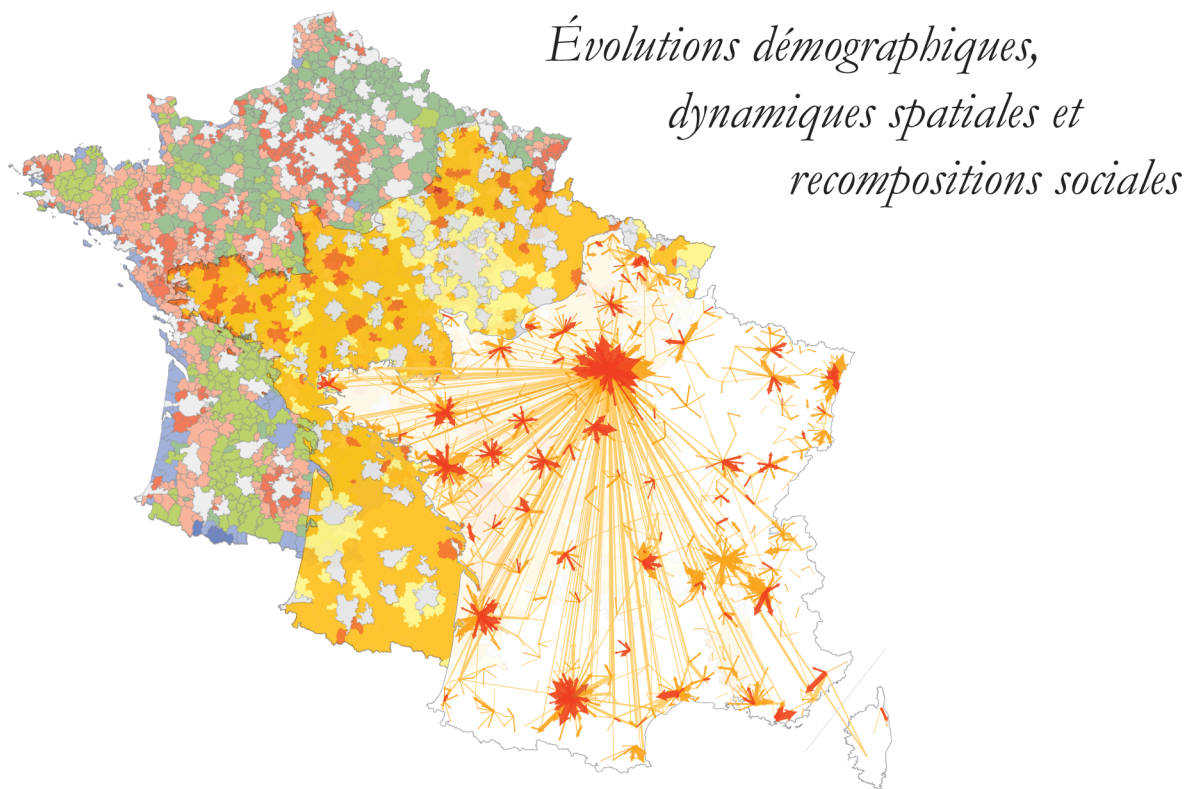 Évolutions démographiques,
dynamiques spatiales et
recompositions sociales